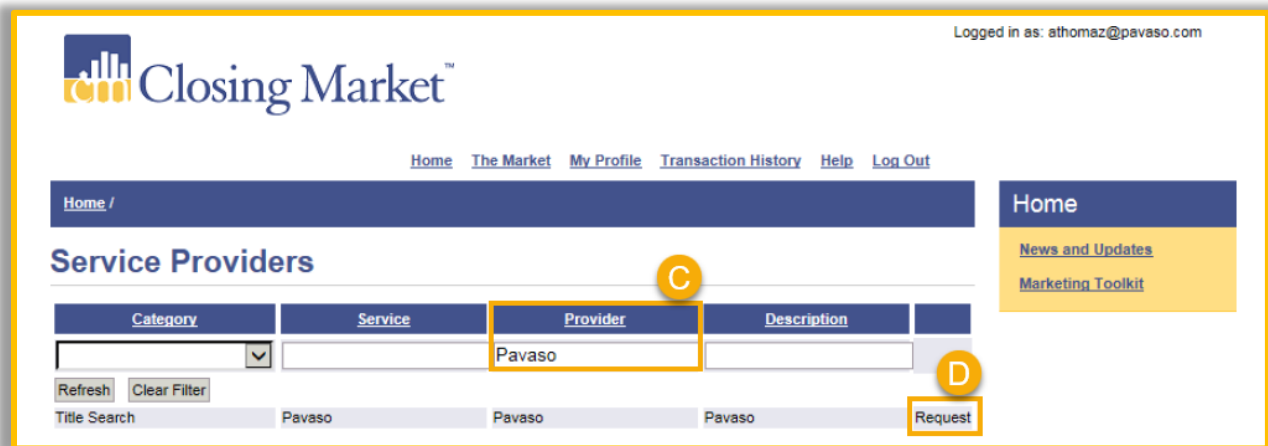 Logged in as: athomaz@pavaso.com
cm Closing Market™
Home The Market My Profile Transaction History Help Log Out
Home /
Home
News and Updates
Marketing Toolkit
Service Providers
C
Category Service Provider Description
Pavaso
D
Refresh Clear Filter
Title Search Pavaso Pavaso Pavaso Request